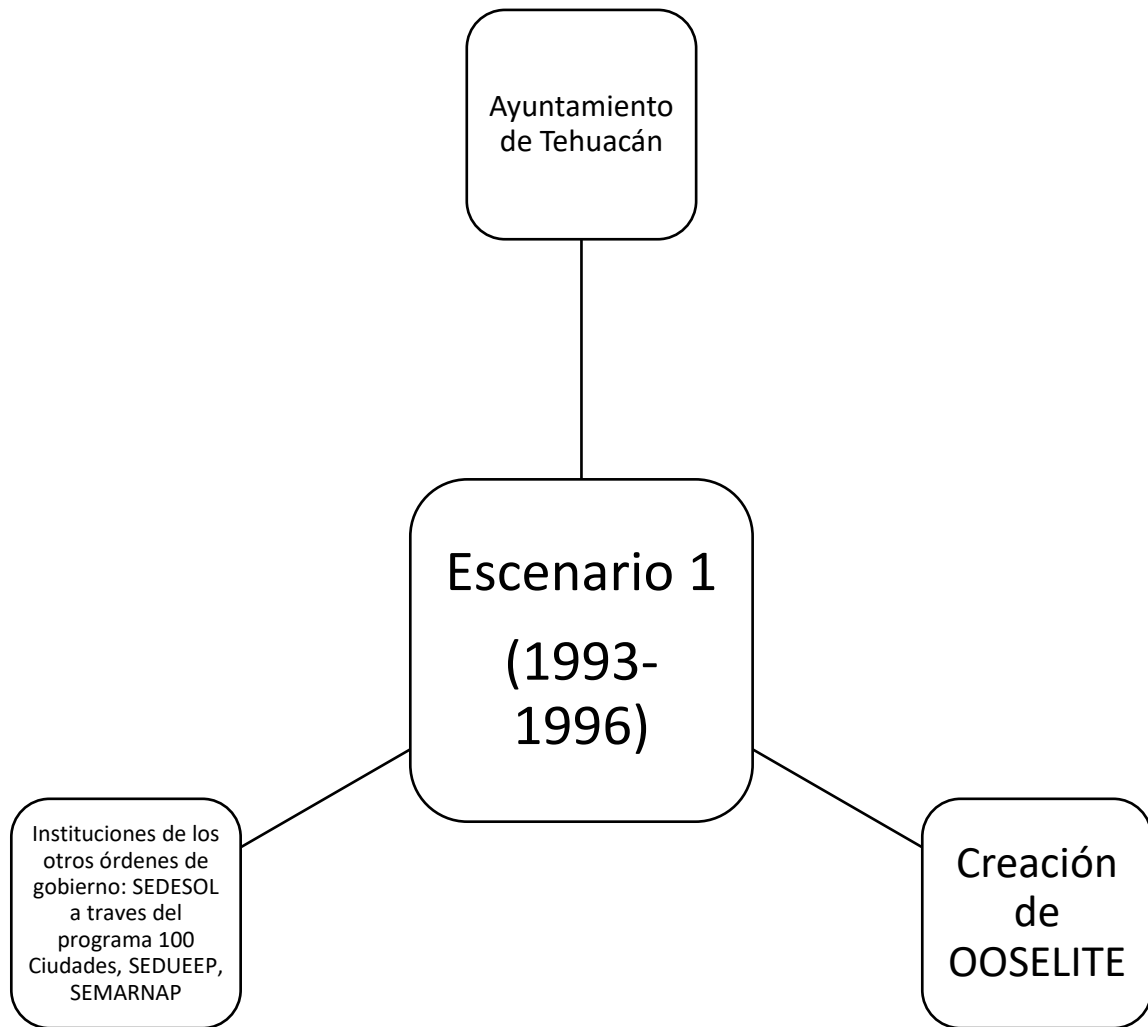 Ayuntamiento
de Tehuacán
Escenario 1
(1993-
1996)
Instituciones de los
otros órdenes de
gobierno: SEDESOL
a traves del
programa 100
Ciudades, SEDUEEP,
SEMARNAP
Creación
de
OOSELITE